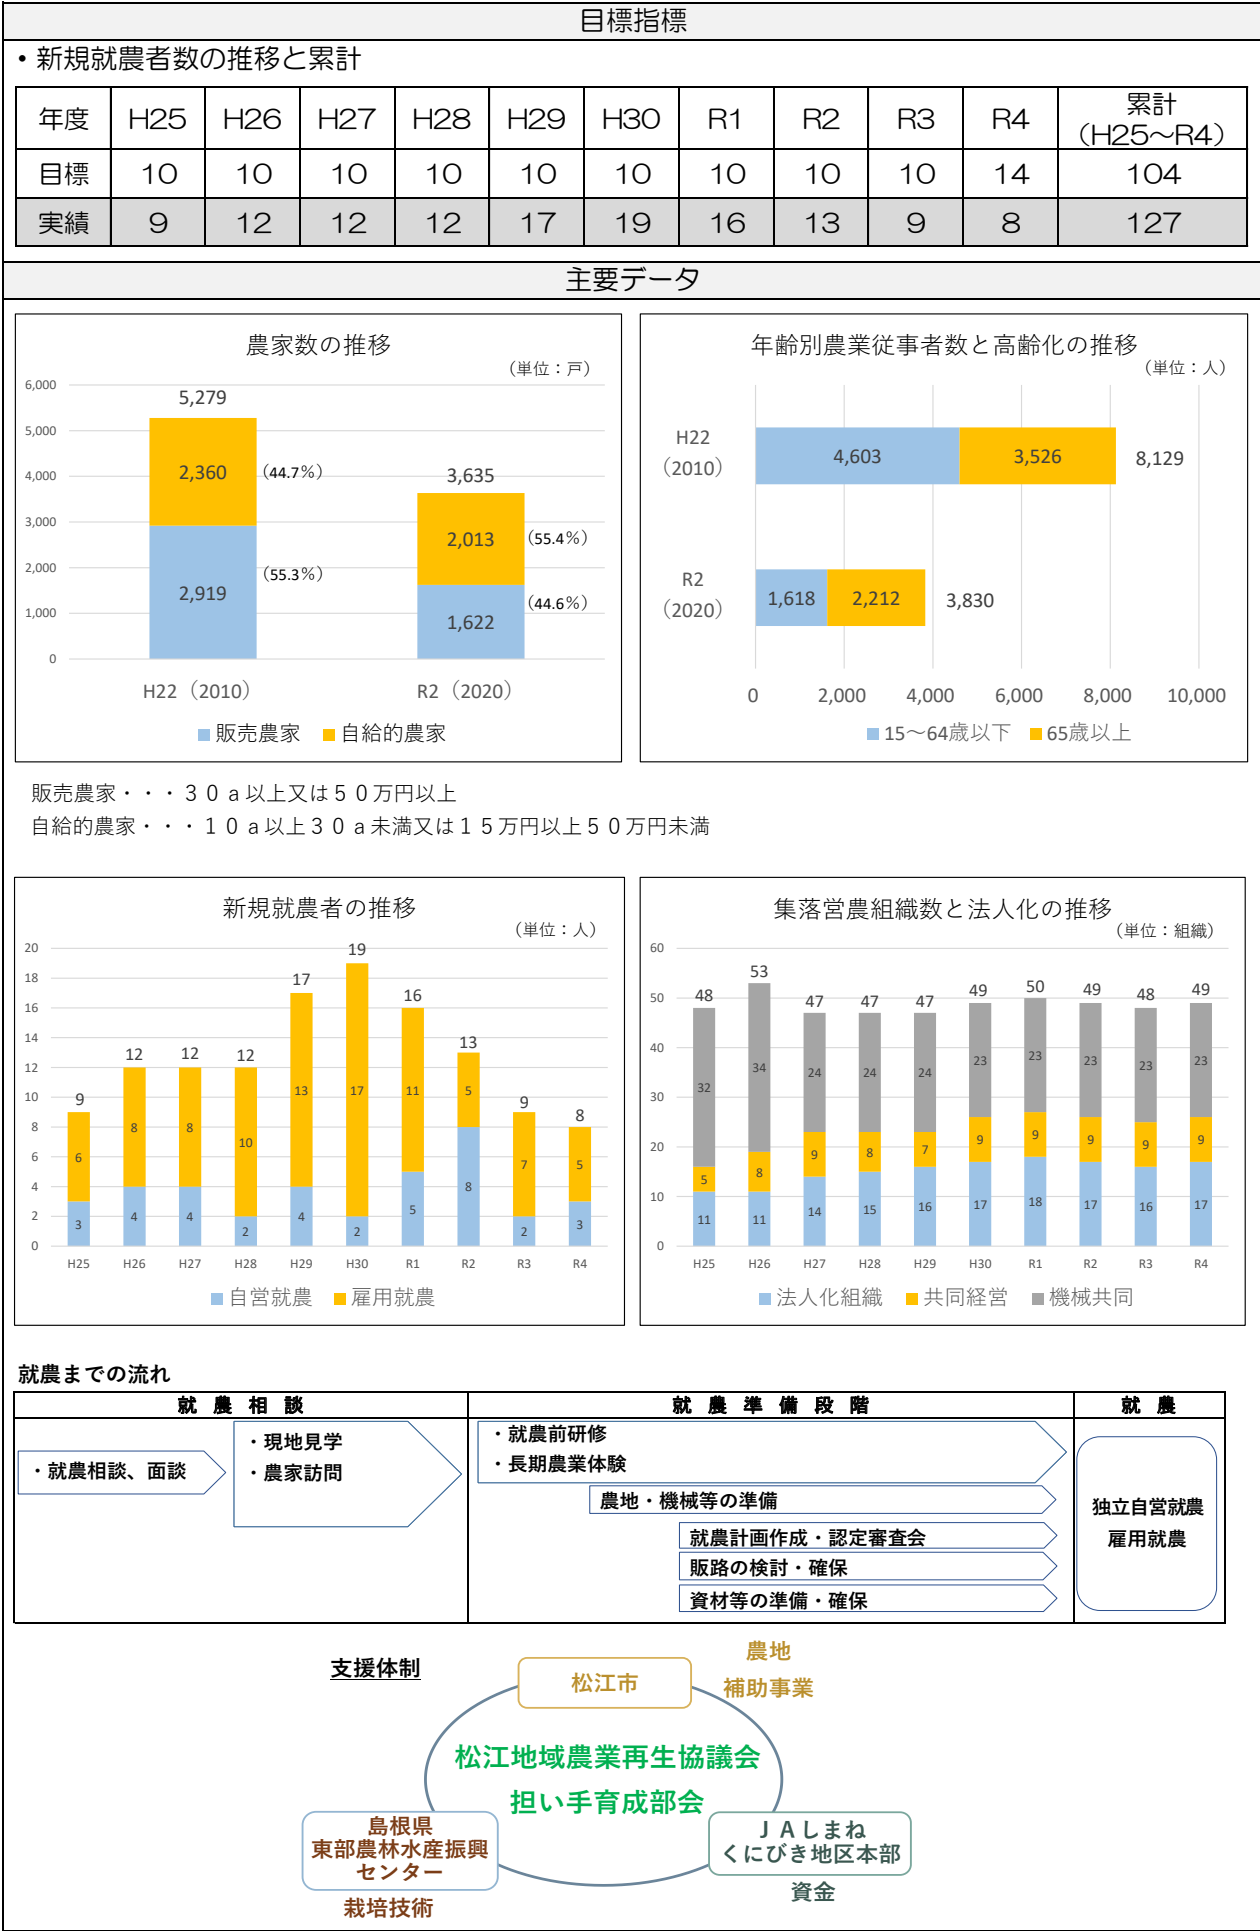 目標指標
・新規就農者数の推移と累計
年度 H25 H26 H27 H28 H29 H30 R1 R2 R3 R4 累計
（H25～R4）
目標 10 10 10 10 10 10 10 10 10 14 104
実績 9 12 12 12 17 19 16 13 9 8 127
主要データ
農家数の推移
（単位：戸）
6,000
5,000
4,000
3,000
2,000
1,000
0
5,279
2,360 （44.7％）
2,919 （55.3％）
3,635
2,013 （55.4％）
1,622 （44.6％）
H22（2010） R2（2020）
販売農家 自給的農家
年齢別農業従事者数と高齢化の推移
（単位：人）
H22
（2010）
4,603 3,526 8,129
R2
（2020）
1,618 2,212 3,830
0 2,000 4,000 6,000 8,000 10,000
15～64歳以下 65歳以上
販売農家・・・３０ａ以上又は５０万円以上
自給的農家・・・１０ａ以上３０ａ未満又は１５万円以上５０万円未満
新規就農者の推移
（単位：人）
20
18
16
14
12
10
8
6
4
2
0
9 12 12 12 17 19 16 13 9 8
6 8 8 10 13 17 11 5 7 5
3 4 4 2 4 2 5 8 2 3
H25 H26 H27 H28 H29 H30 R1 R2 R3 R4
自営就農 雇用就農
集落営農組織数と法人化の推移
（単位：組織）
60
50
40
30
20
10
0
48 53 47 47 47 49 50 49 48 49
32 34 24 24 24 23 23 23 23 23
5 8 9 8 7 9 9 9 9 9
11 11 14 15 16 17 18 17 16 17
H25 H26 H27 H28 H29 H30 R1 R2 R3 R4
法人化組織 共同経営 機械共同
就農までの流れ
就農相談 就農準備段階 就農
・就農相談、面談
・現地見学
・農家訪問
・就農前研修
・長期農業体験
農地・機械等の準備
就農計画作成・認定審査会
販路の検討・確保
資材等の準備・確保
独立自営就農
雇用就農
支援体制
松江市
農地
補助事業
松江地域農業再生協議会
担い手育成部会
島根県
東部農林水産振興
センター
栽培技術
ＪＡしまね
くにびき地区本部
資金